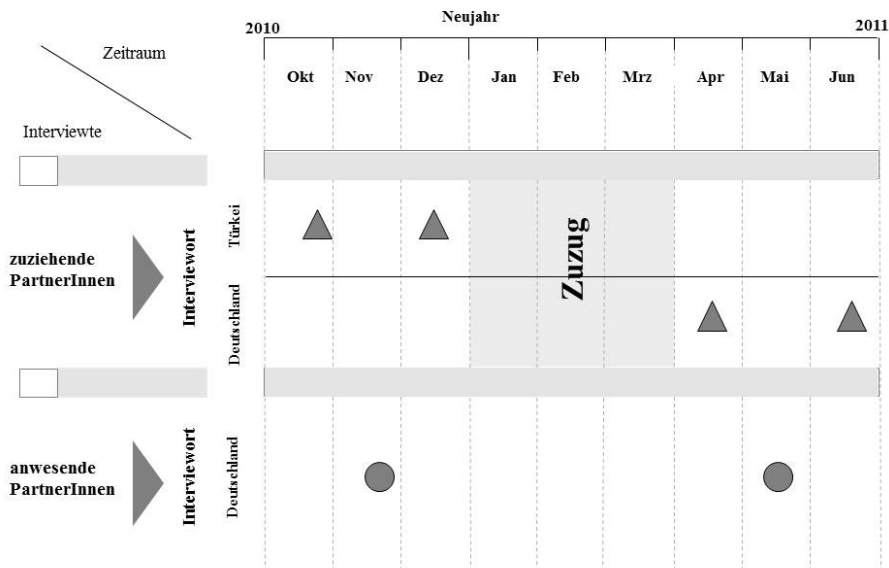 Neujahr
2010
2011
Zeitraum
Okt
Nov
Dez
Jan
Feb
Mrz
Apr
Mai
Jun
Interviewte
zuziehende
PartnerInnen
Interviewort
Türkei
Deutschland
Zuzug
anwesende
PartnerInnen
Interviewort
Deutschland